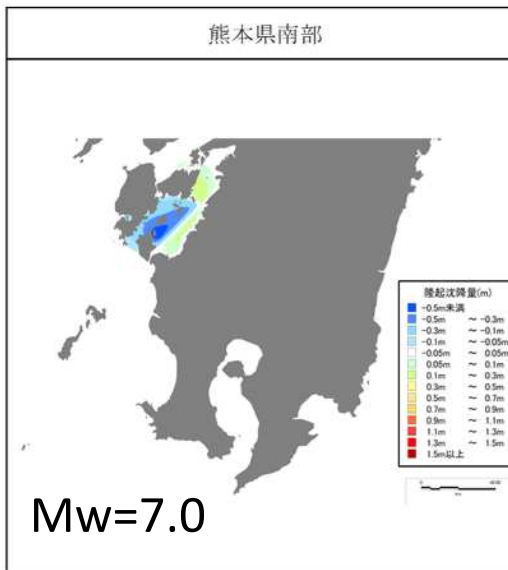 熊本県南部
陸起沈降量(m)
-0.5m未満
-0.5m ～ -0.3m
-0.3m ～ -0.1m
-0.1m ～ -0.05m
-0.05m ～ 0.05m
0.05m ～ 0.1m
0.1m ～ 0.3m
0.3m ～ 0.5m
0.5m ～ 0.7m
0.7m ～ 0.9m
0.9m ～ 1.1m
1.1m ～ 1.3m
1.3m ～ 1.5m
1.5m以上
Mw=7.0